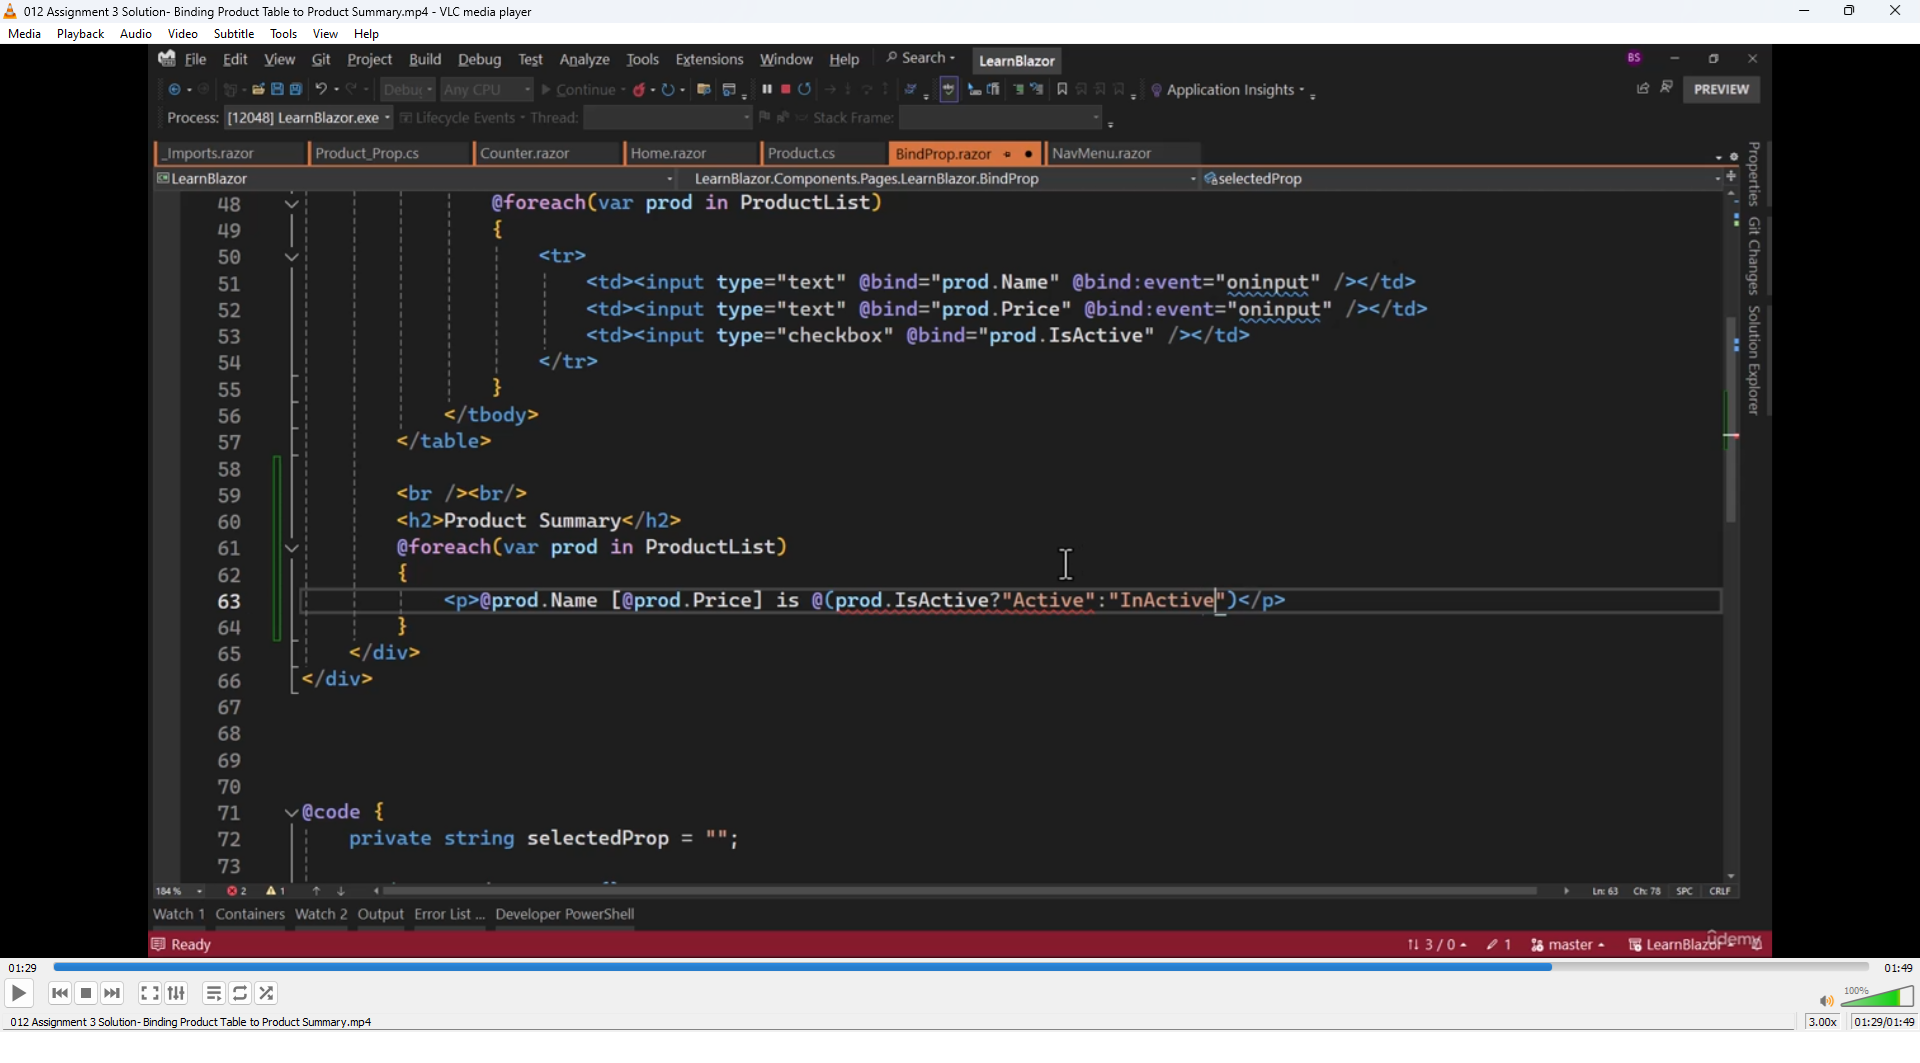 012 Assignment 3 Solution- Binding Product Table to Product Summary.mp4 - VLC media player
Media Playback Audio Video Subtitle Tools View Help
File Edit View Git Project Build Debug Test Analyze Tools Extensions Window Help Search LearnBlazor BS
Debug Any CPU Continue Application Insights PREVIEW
Process: [12048] LearnBlazor.exe Lifecycle Events Thread: Stack Frame:
_Imports.razor Product_Prop.cs Counter.razor Home.razor Product.cs BindProp.razor NavMenu.razor
LearnBlazor LearnBlazor.Components.Pages.LearnBlazor.BindProp selectedProp
Properties Git Changes Solution Explorer
48 @foreach(var prod in ProductList)
49 {
50 <tr>
51 <td><input type="text" @bind="prod.Name" @bind:event="oninput" /></td>
52 <td><input type="text" @bind="prod.Price" @bind:event="oninput" /></td>
53 <td><input type="checkbox" @bind="prod.IsActive" /></td>
54 </tr>
55 }
56 </tbody>
57 </table>
58
59 <br /><br/>
60 <h2>Product Summary</h2>
61 @foreach(var prod in ProductList)
62 {
63 <p>@prod.Name [@prod.Price] is @(prod.IsActive?"Active":"InActive")</p>
64 }
65 </div>
66 </div>
67
68
69
70
71 @code {
72 private string selectedProp = "";
73
184 % 2 1 Ln: 63 Ch: 78 SPC CRLF
Watch 1 Containers Watch 2 Output Error List ... Developer PowerShell
Ready 3 / 0 1 master LearnBlazor
udemy
01:29 01:49
100%
012 Assignment 3 Solution- Binding Product Table to Product Summary.mp4 3.00x 01:29/01:49